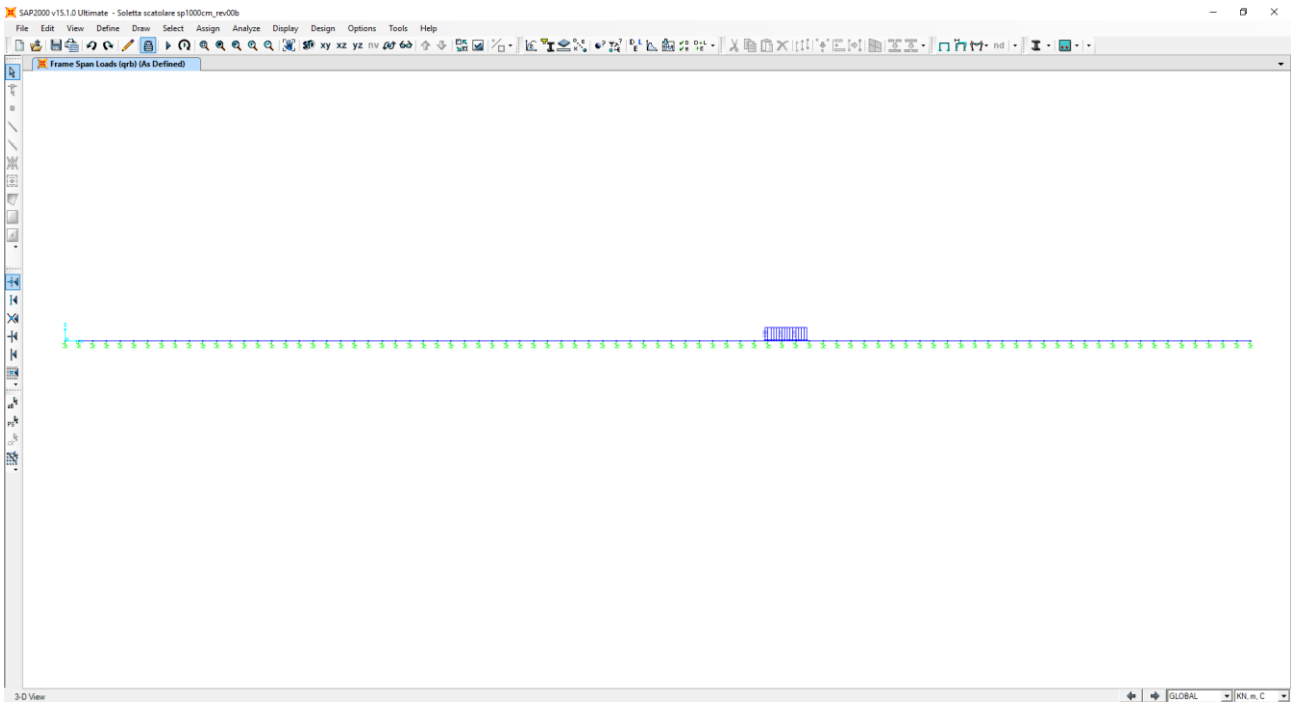 SAP2000 v15.1.0 Ultimate - Soletta scatolare sp1000cm_rev00b
File Edit View Define Draw Select Assign Analyze Display Design Options Tools Help
xy xz yz nv nd
Frame Span Loads (qrb) (As Defined)
3-D View
GLOBAL
KN, m, C